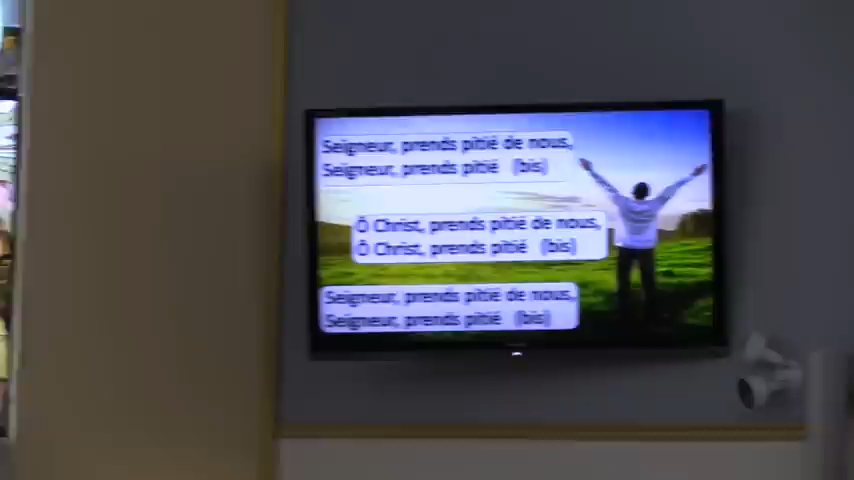 Seigneur, prends pitié de nous,
Seigneur, prends pitié (bis)
Ô Christ, prends pitié de nous,
Ô Christ, prends pitié (bis)
Seigneur, prends pitié de nous,
Seigneur, prends pitié (bis)